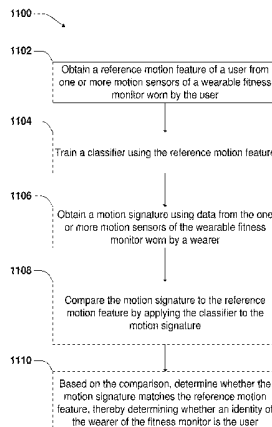 1100
1102
Obtain a reference motion feature of a user from
one or more motion sensors of a wearable fitness
monitor worn by the user
1104
Train a classifier using the reference motion feature
1106
Obtain a motion signature using data from the one
or more motion sensors of the wearable fitness
monitor worn by a wearer
1108
Compare the motion signature to the reference
motion feature by applying the classifier to the
motion signature
1110
Based on the comparison, determine whether the
motion signature matches the reference motion
feature, thereby determining whether an identity of
the wearer of the fitness monitor is the user